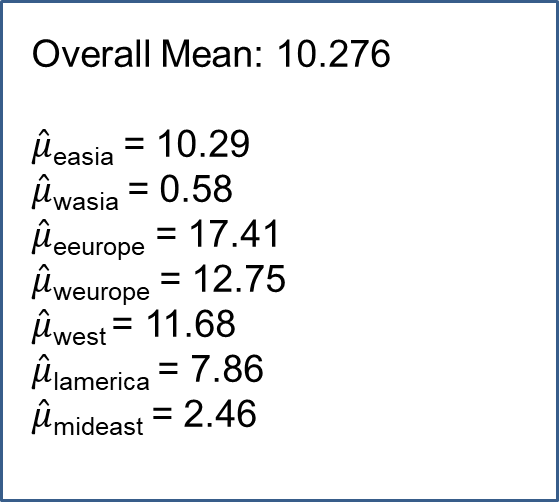 Overall Mean: 10.276
μ̂easia = 10.29
μ̂wasia = 0.58
μ̂eeurope = 17.41
μ̂weurope = 12.75
μ̂west = 11.68
μ̂lamerica = 7.86
μ̂mideast = 2.46